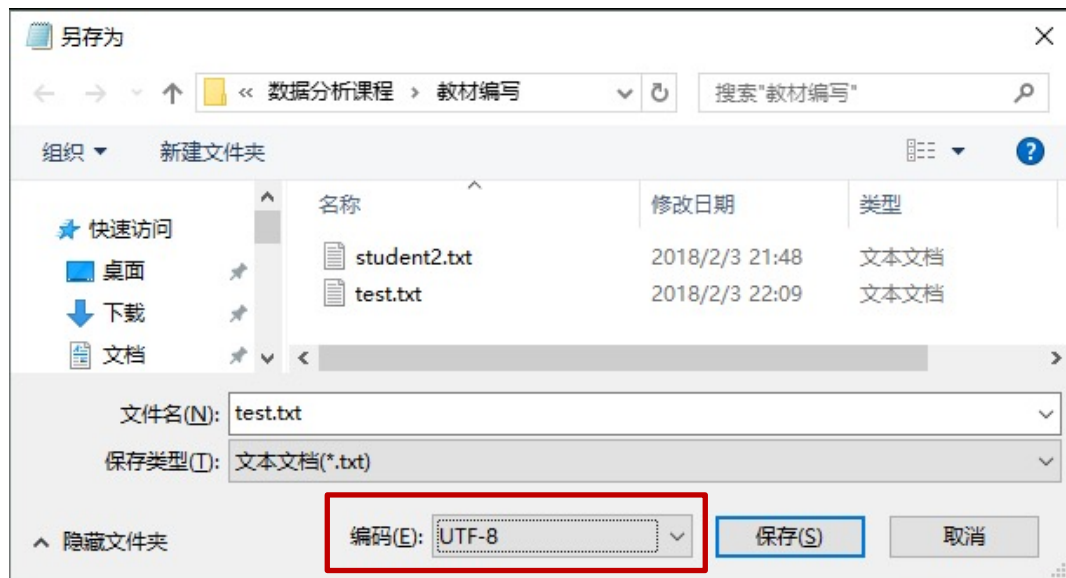 另存为
« 数据分析课程 › 教材编写
搜索"教材编写"
组织
新建文件夹
名称 修改日期 类型
快速访问
桌面
下载
文档
student2.txt 2018/2/3 21:48 文本文档
test.txt 2018/2/3 22:09 文本文档
文件名(N): test.txt
保存类型(T): 文本文档(*.txt)
隐藏文件夹 编码(E): UTF-8 保存(S) 取消